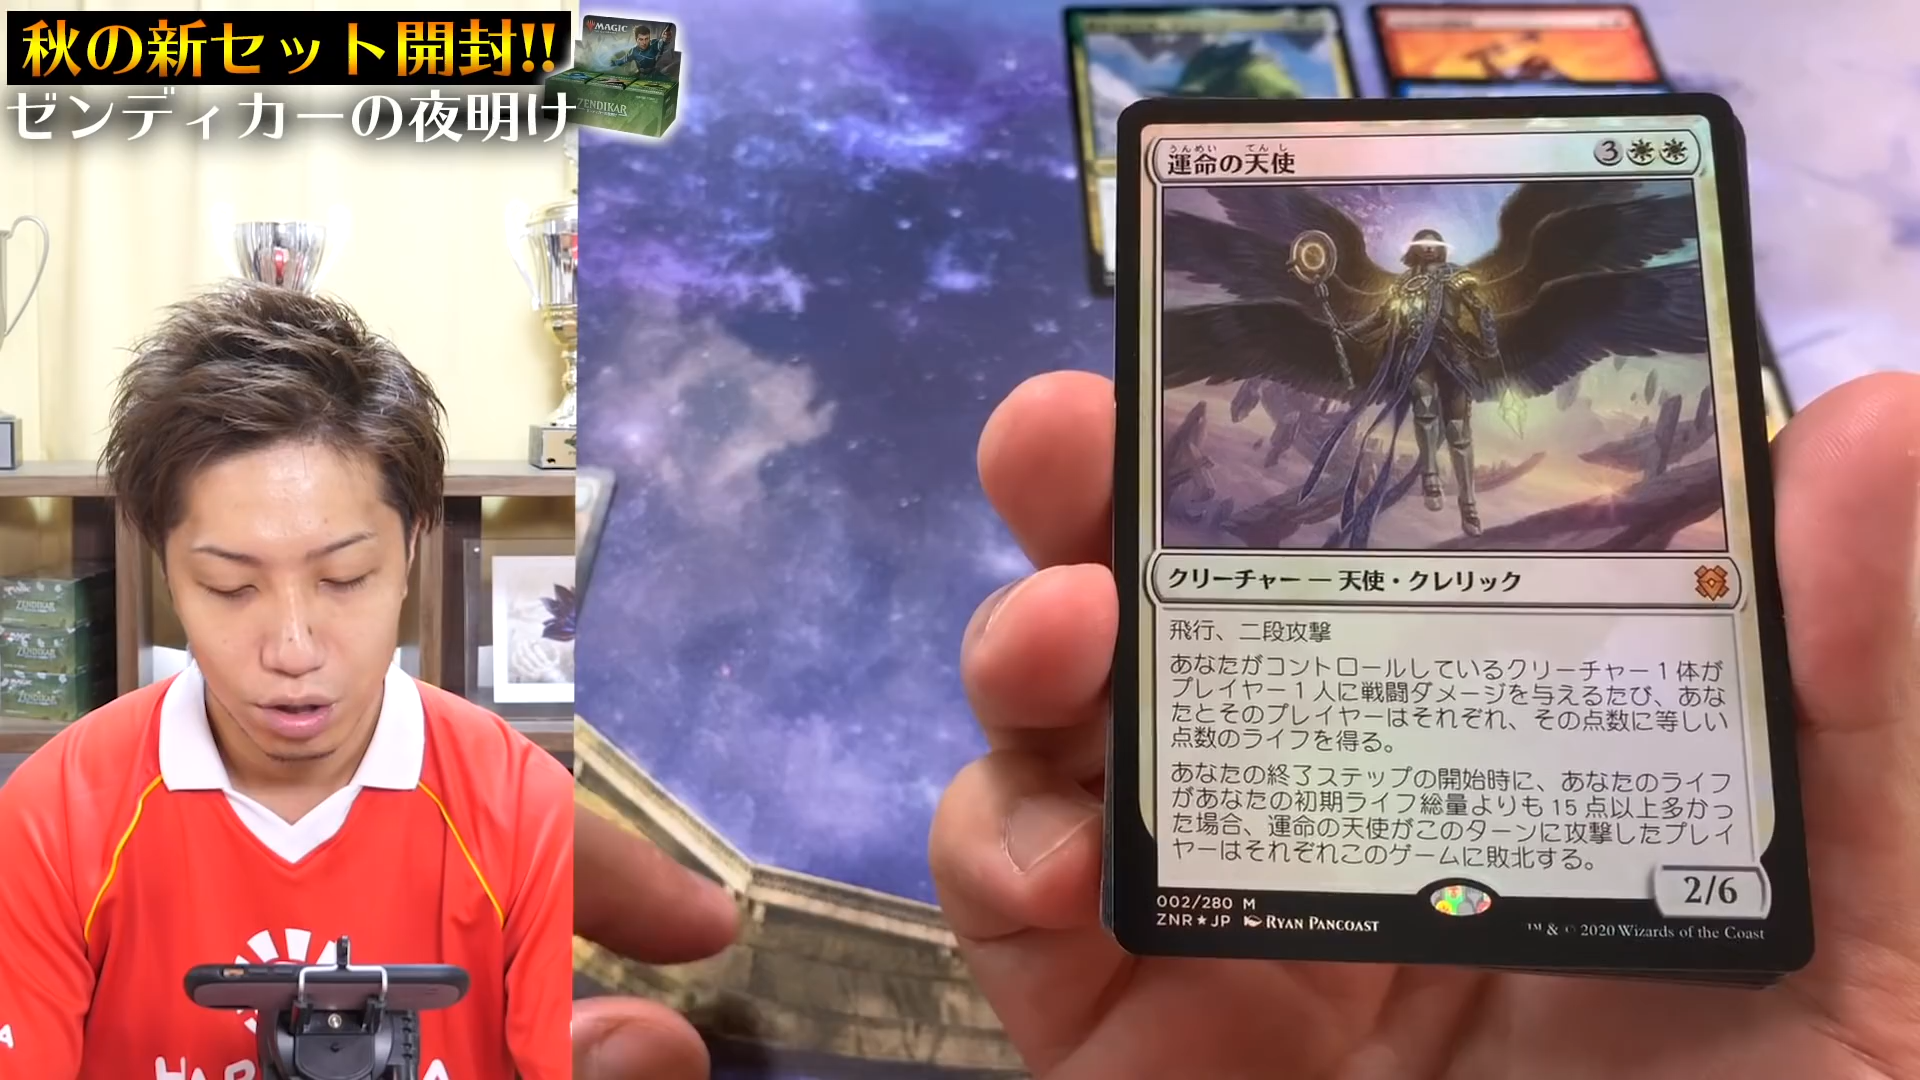 秋の新セット開封!!
ゼンディカーの夜明け
MAGIC
ZENDIKAR
うんめい てんし
運命の天使
3
クリーチャー ― 天使・クレリック
飛行、二段攻撃
あなたがコントロールしているクリーチャー1体が
プレイヤー1人に戦闘ダメージを与えるたび、あな
たとそのプレイヤーはそれぞれ、その点数に等しい
点数のライフを得る。
あなたの終了ステップの開始時に、あなたのライフ
があなたの初期ライフ総量よりも15点以上多かっ
た場合、運命の天使がこのターンに攻撃したプレイ
ヤーはそれぞれこのゲームに敗北する。
2/6
002/280 M
ZNR★JP Ryan Pancoast
™ & © 2020 Wizards of the Coast
ZENDIKAR
MAGIC
ZENDIKAR
MAGIC
ZENDIKAR
HAR
A
A